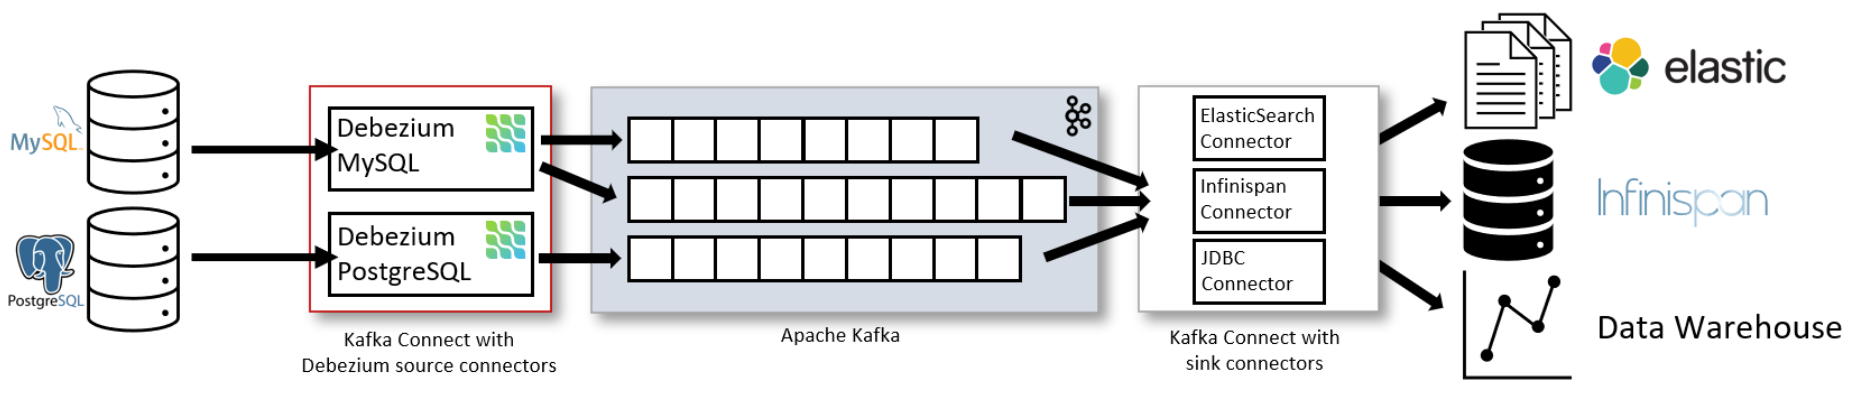 MySQL
PostgreSQL
Debezium
MySQL
Debezium
PostgreSQL
Kafka Connect with
Debezium source connectors
Apache Kafka
ElasticSearch
Connector
Infinispan
Connector
JDBC
Connector
Kafka Connect with
sink connectors
elastic
Infinispan
Data Warehouse